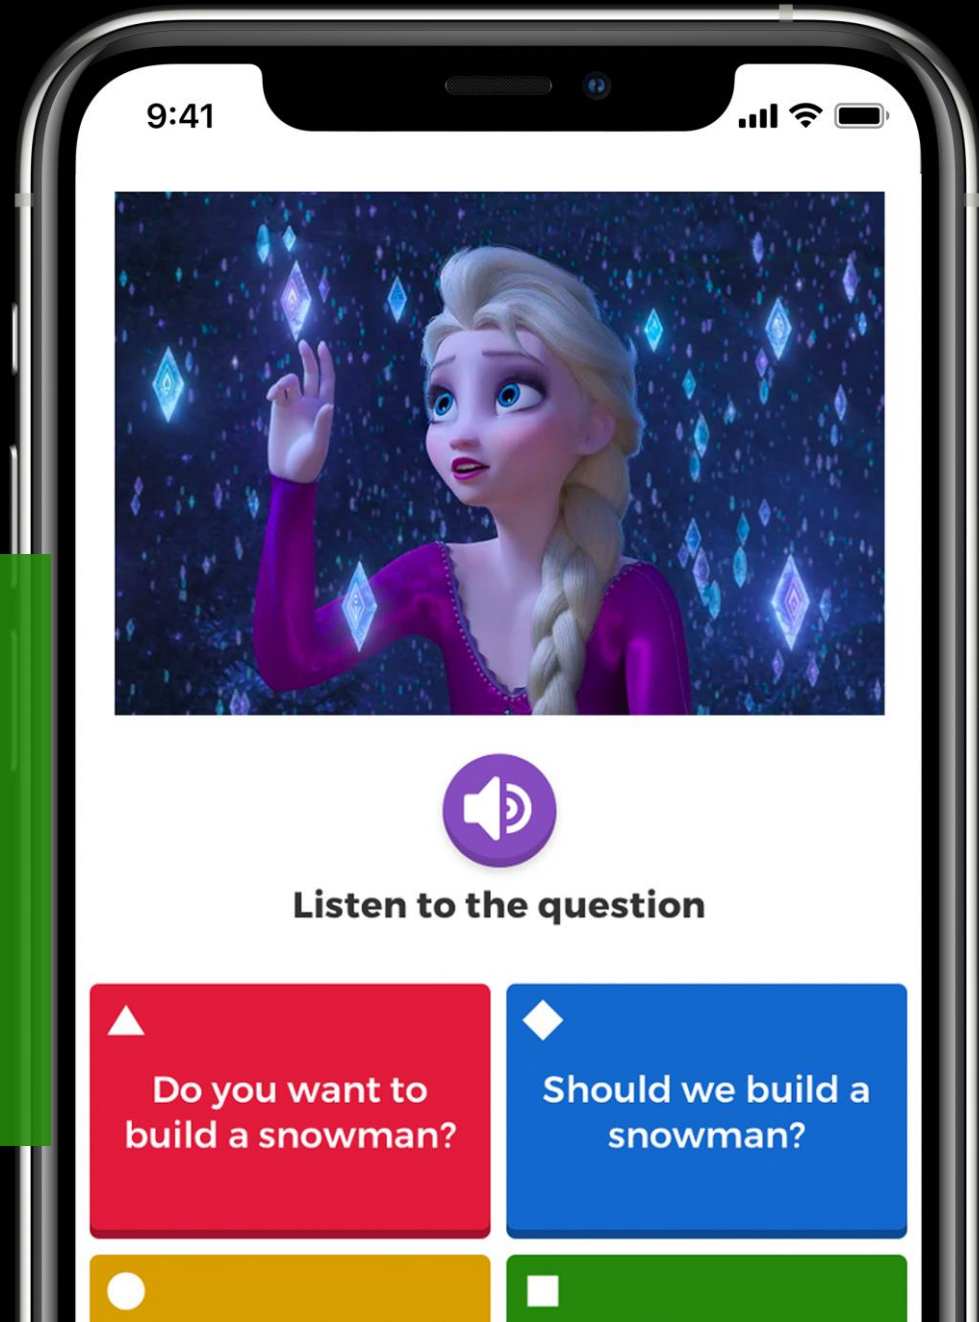 9:41
Listen to the question
Do you want to
build a snowman?
Should we build a
snowman?